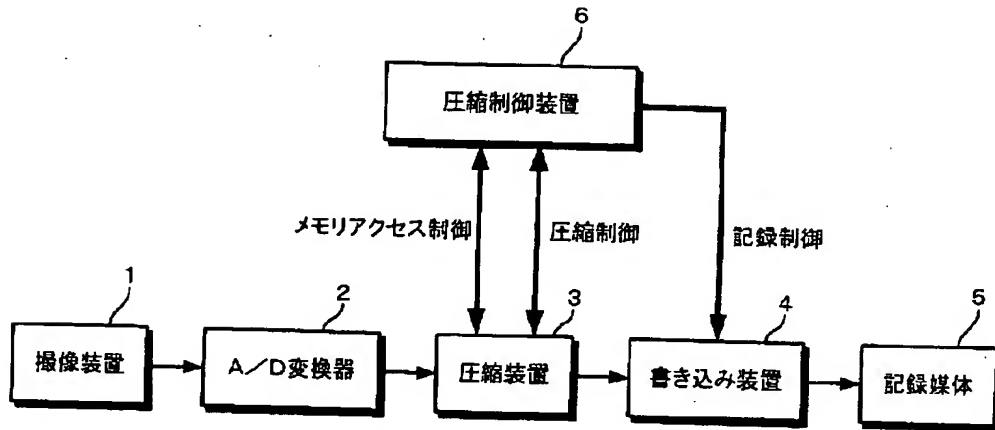 6
圧縮制御装置
メモリアクセス制御
圧縮制御
記録制御
1
2
3
4
5
撮像装置
A/D変換器
圧縮装置
書き込み装置
記録媒体